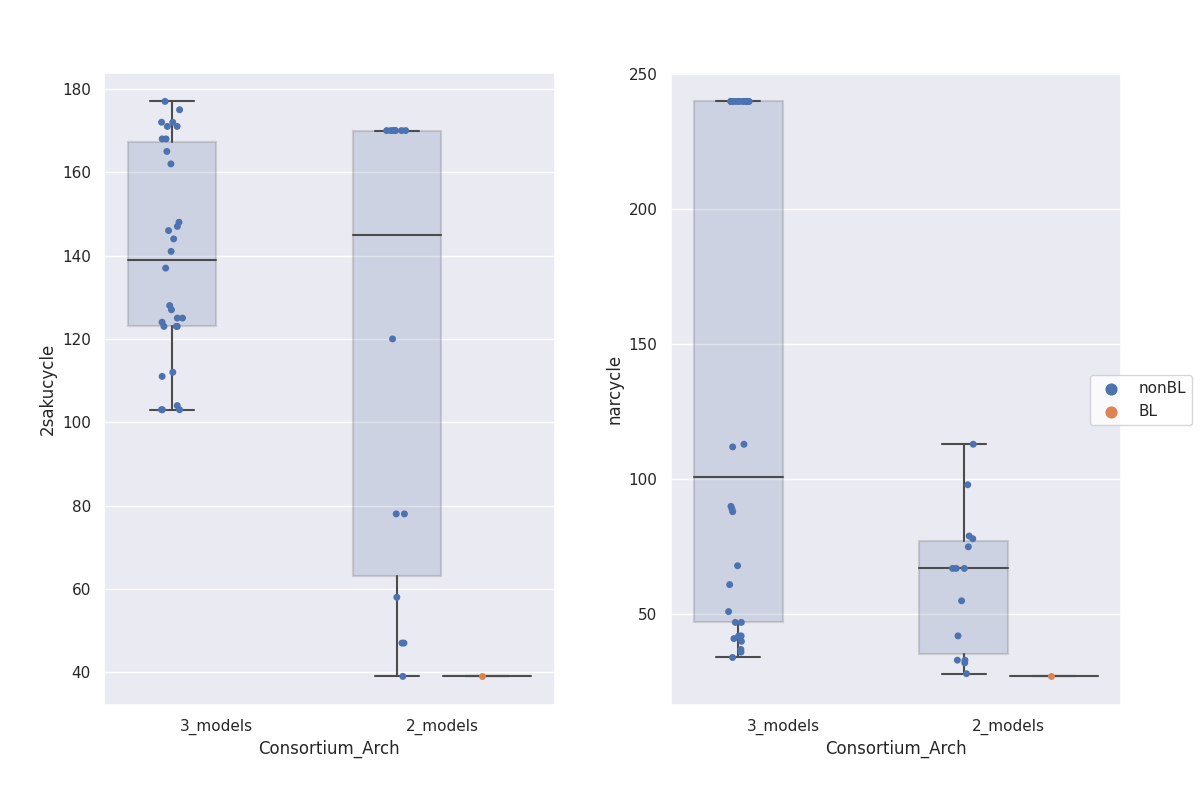 180
160
140
120
100
80
60
40
2sakucycle
3_models
2_models
Consortium_Arch
250
200
150
100
50
narcycle
3_models
2_models
Consortium_Arch
nonBL
BL